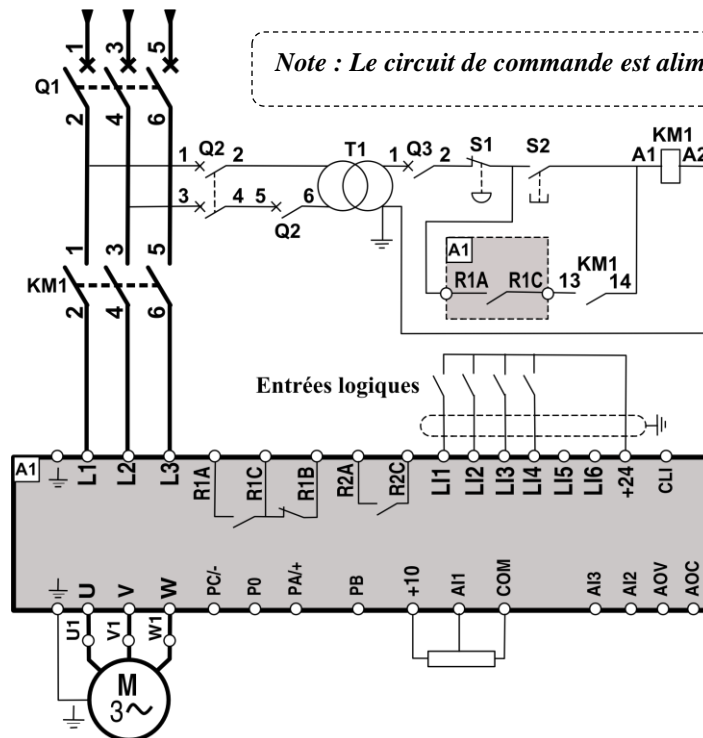 1 3 5
Note : Le circuit de commande est alim
Q1
2 4 6
1 Q2 2 T1 1 Q3 2 S1 S2 A1 KM1 A2
3 4 5 6
Q2
1 3 5
A1
R1A R1C 13 KM1 14
KM1
2 4 6
Entrées logiques
A1
L1 L2 L3 R1A R1C R1B R2A R2C LI1 LI2 LI3 LI4 LI5 LI6 +24 CLI
U V W PC/- P0 PA/+ PB +10 AI1 COM AI3 AI2 AOV AOC
U1 V1 W1
M
3~